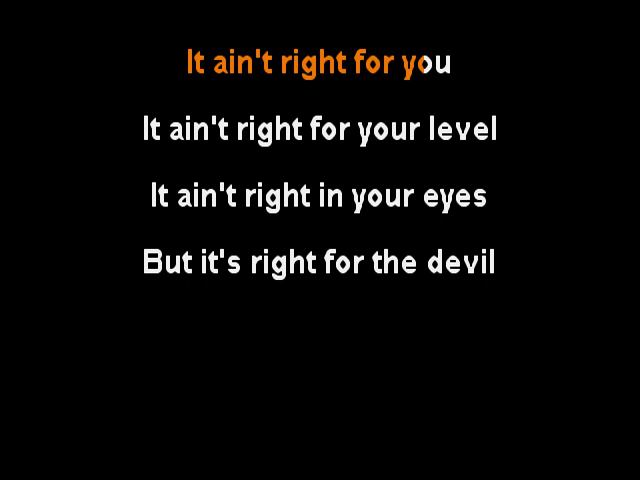 It ain't right for you
It ain't right for your level
It ain't right in your eyes
But it's right for the devil